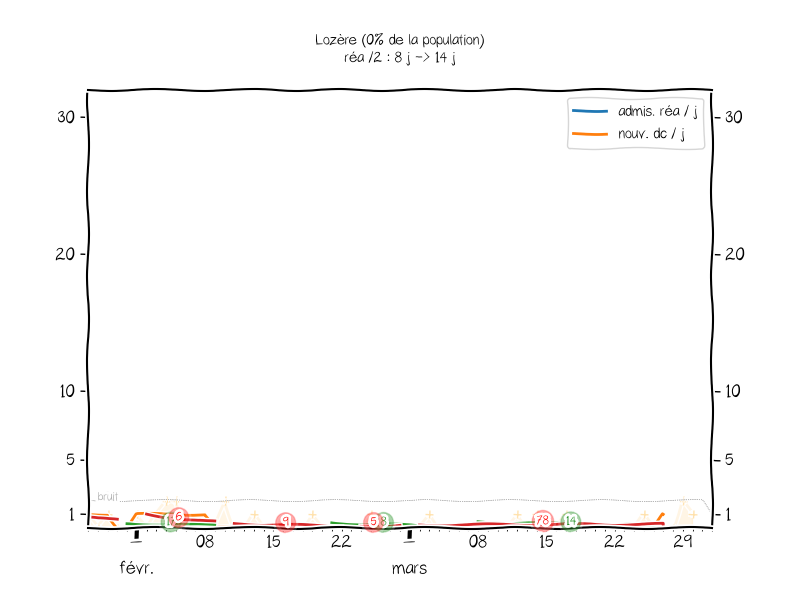 Lozère (0% de la population)
réa /2 : 8 j -> 14 j
admis. réa / j
nouv. dc / j
30 30
20 20
10 10
5 5
bruit
1 1
6 9 5 8 78 14
08 15 22 08 15 22 29
févr. mars